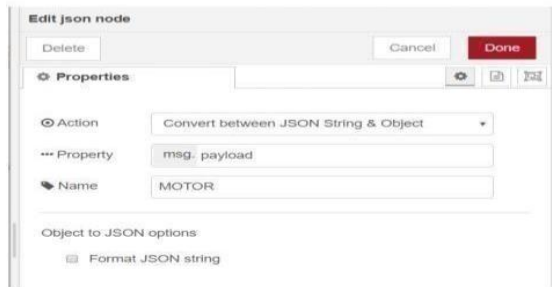 Edit json node
Delete Cancel Done
Properties
Action Convert between JSON String & Object
Property msg. payload
Name MOTOR
Object to JSON options
Format JSON string